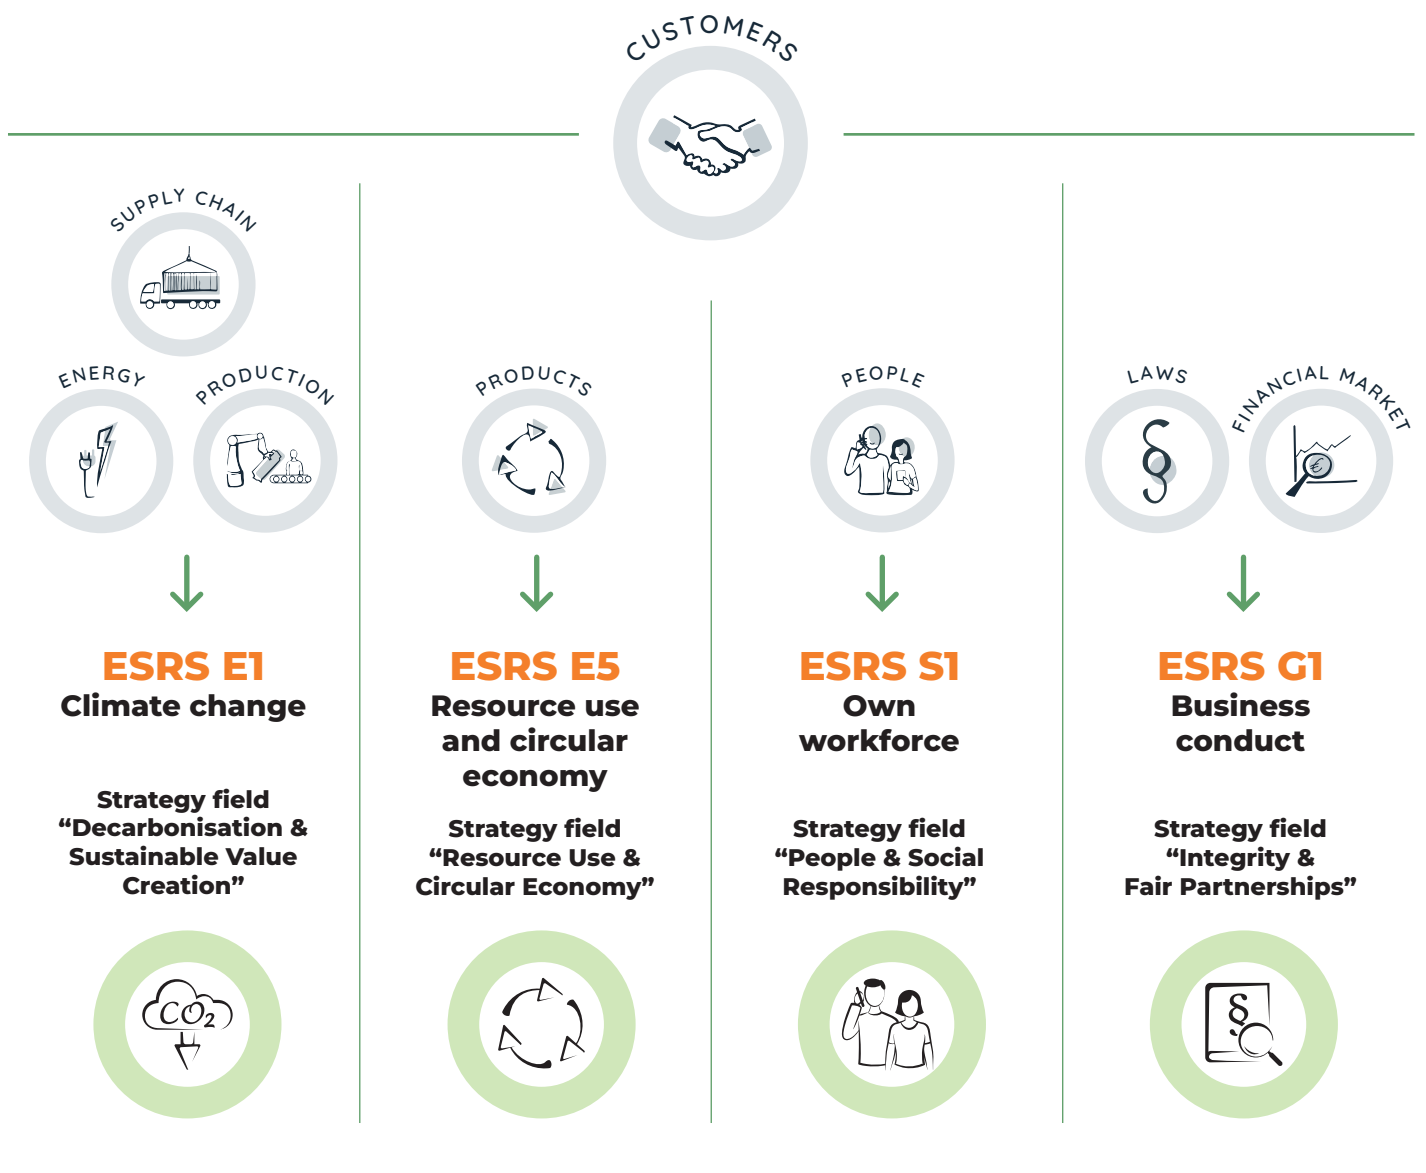 CUSTOMERS
SUPPLY CHAIN
ENERGY
PRODUCTION
PRODUCTS
PEOPLE
LAWS
FINANCIAL MARKET
§
€
ESRS E1
Climate change
Strategy field
“Decarbonisation &
Sustainable Value
Creation”
CO2
ESRS E5
Resource use
and circular
economy
Strategy field
“Resource Use &
Circular Economy”
ESRS S1
Own
workforce
Strategy field
“People & Social
Responsibility”
ESRS G1
Business
conduct
Strategy field
“Integrity &
Fair Partnerships”
§